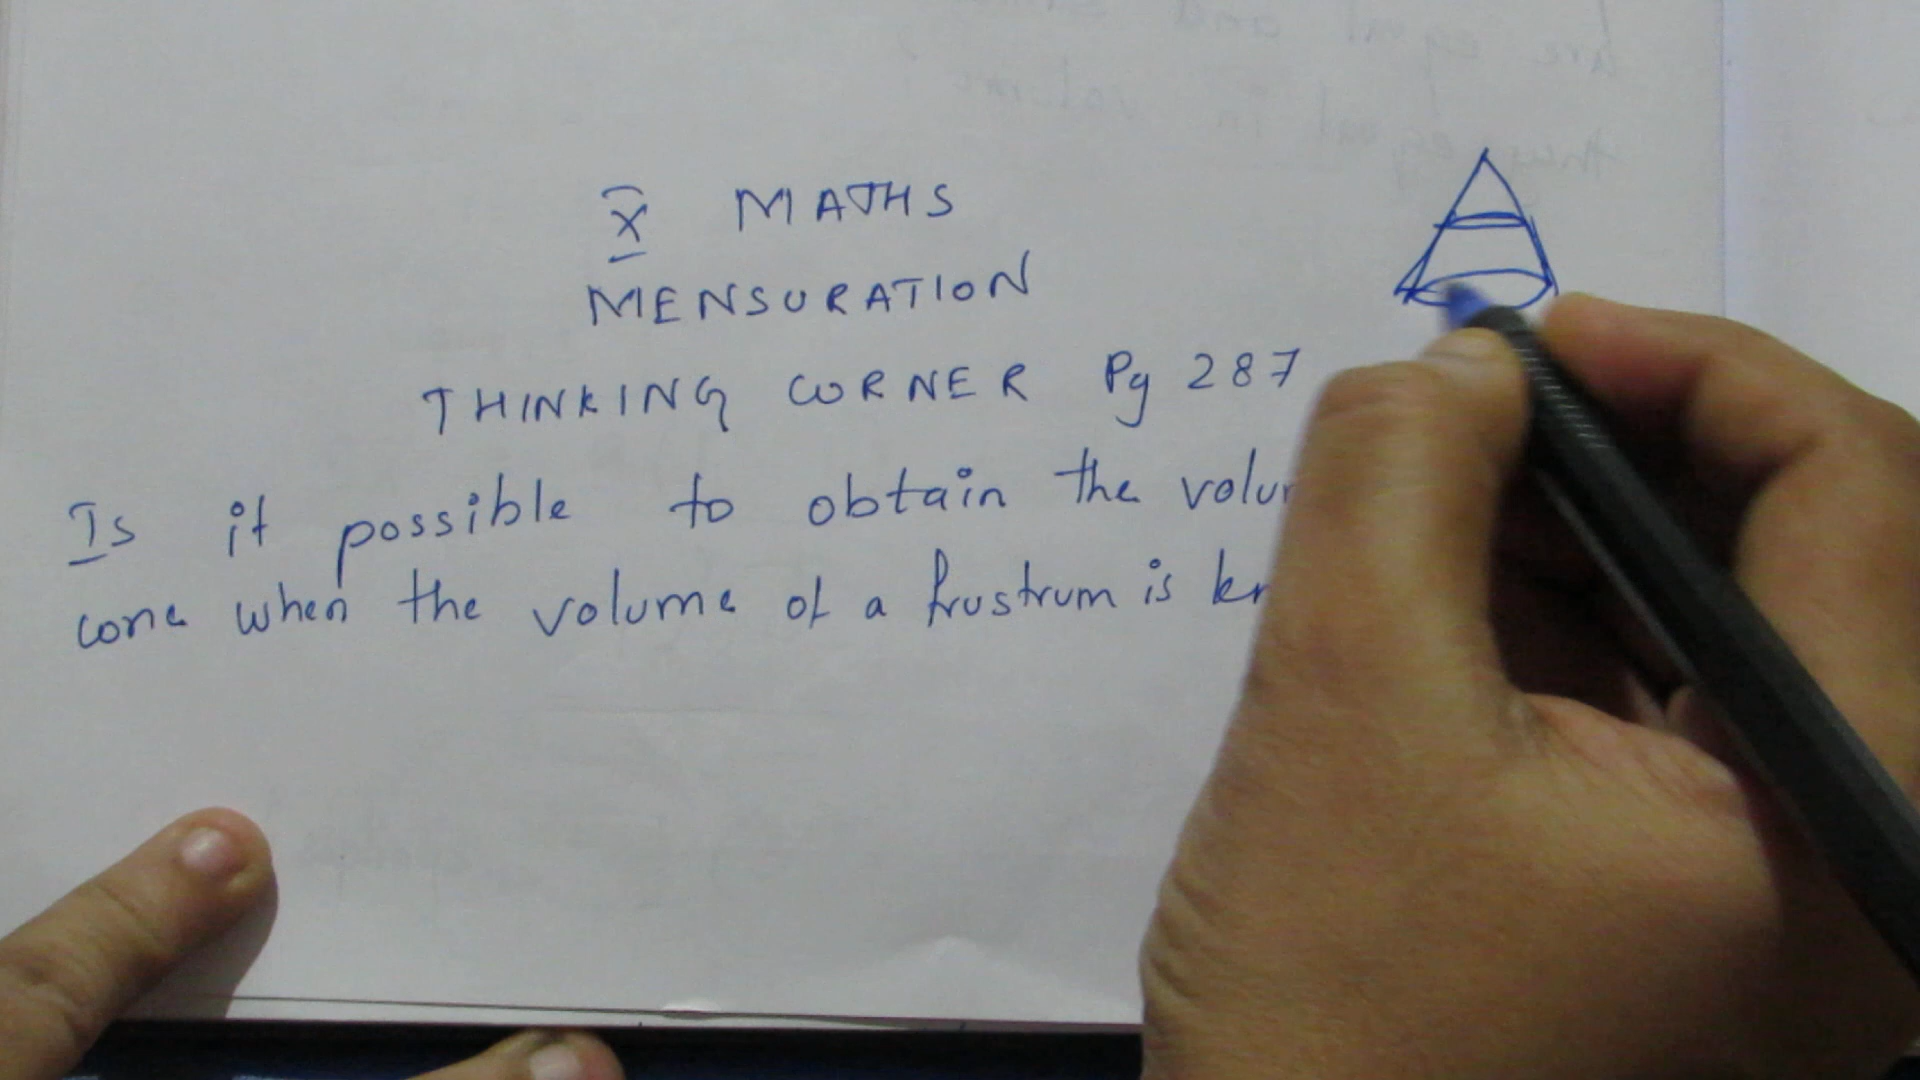 X MATHS
MENSURATION
THINKING CORNER Pg 287
Is it possible to obtain the
cone when the volume of a frustrum is